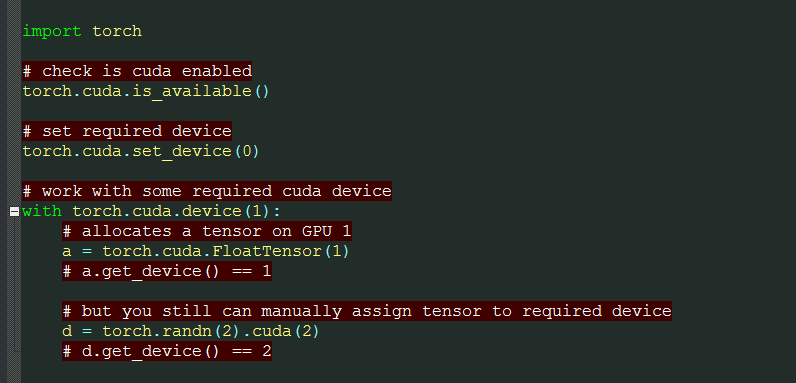 import torch
# check is cuda enabled
torch.cuda.is_available()
# set required device
torch.cuda.set_device(0)
# work with some required cuda device
with torch.cuda.device(1):
    # allocates a tensor on GPU 1
    a = torch.cuda.FloatTensor(1)
    # a.get_device() == 1
    # but you still can manually assign tensor to required device
    d = torch.randn(2).cuda(2)
    # d.get_device() == 2